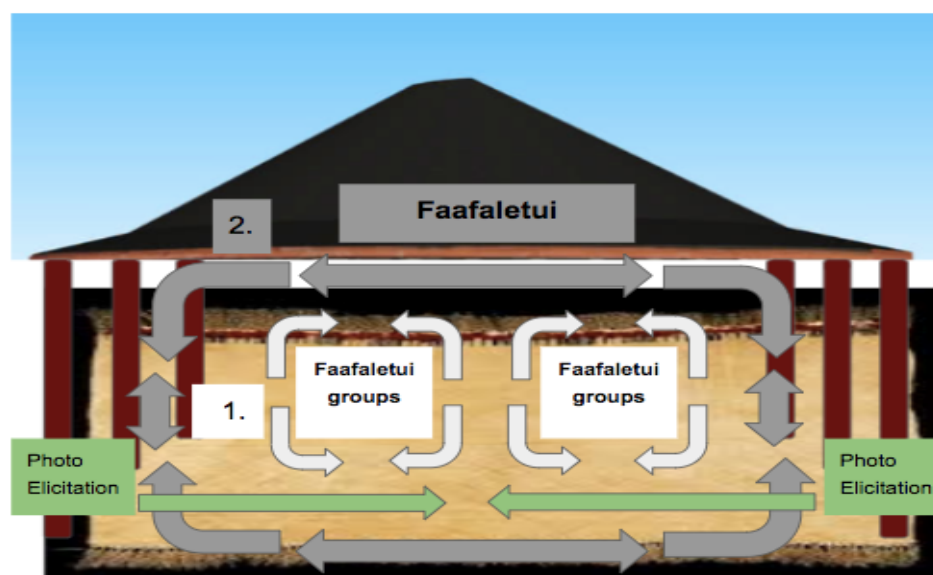 Faafaletui
2.
Faafaletui
groups
Faafaletui
groups
1.
Photo
Elicitation
Photo
Elicitation